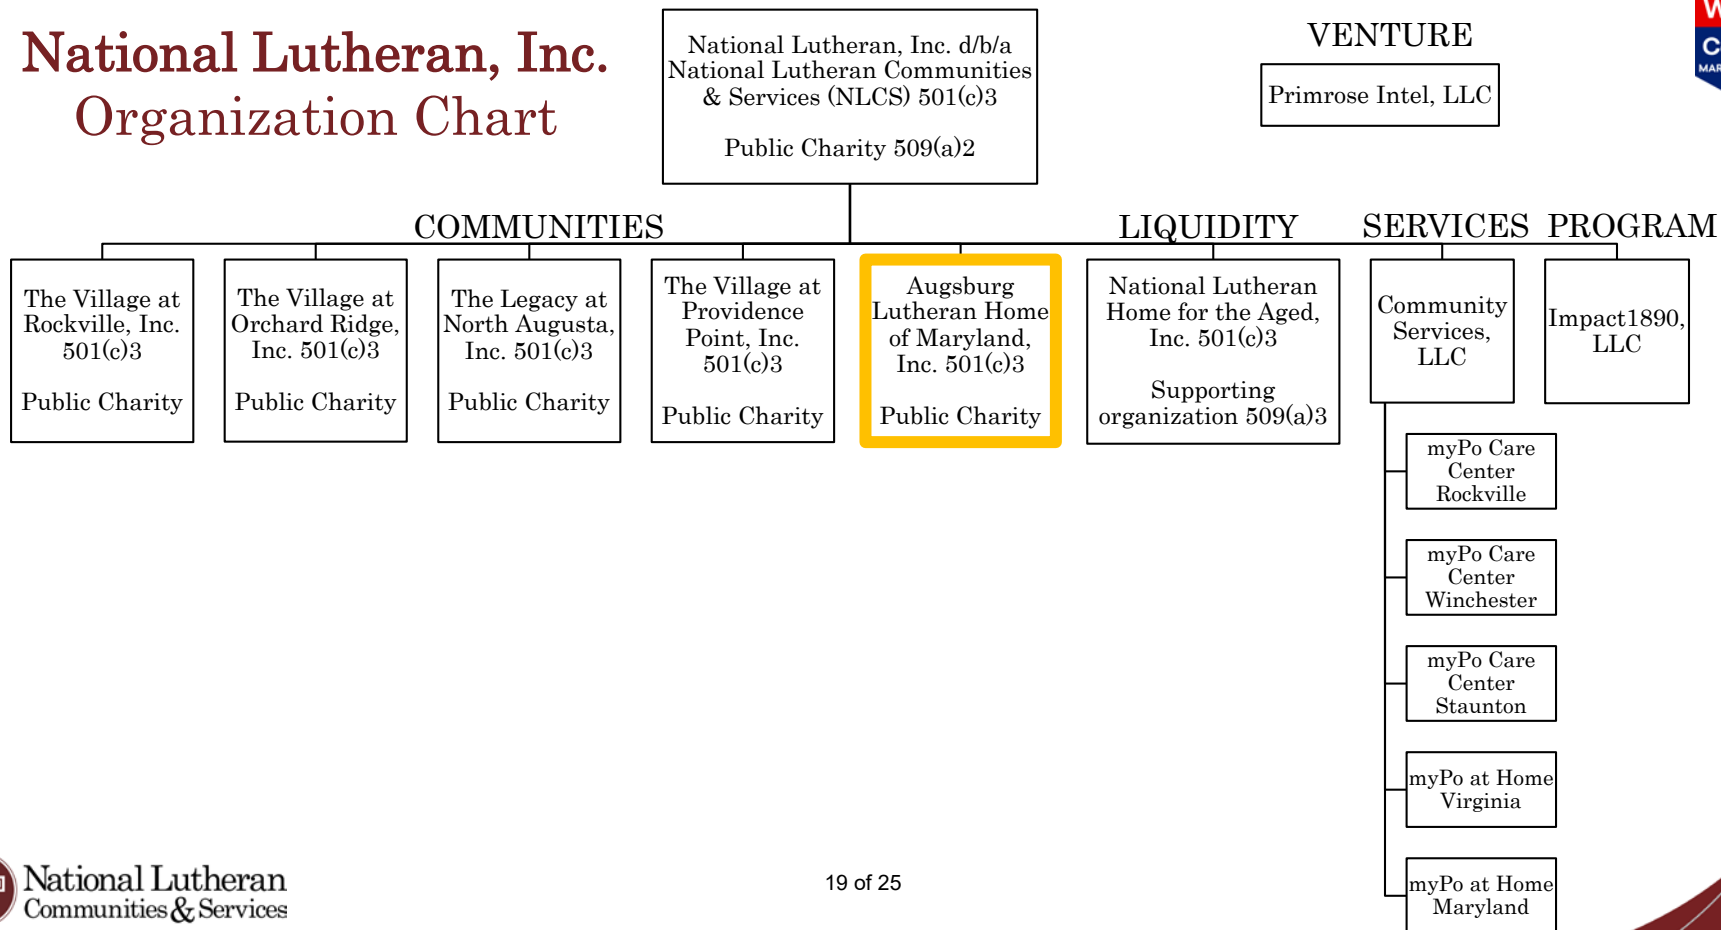 National Lutheran, Inc.
Organization Chart
National Lutheran, Inc. d/b/a
National Lutheran Communities
& Services (NLCS) 501(c)3
Public Charity 509(a)2
VENTURE
Primrose Intel, LLC
COMMUNITIES
LIQUIDITY
SERVICES
PROGRAM
The Village at
Rockville, Inc.
501(c)3
Public Charity
The Village at
Orchard Ridge,
Inc. 501(c)3
Public Charity
The Legacy at
North Augusta,
Inc. 501(c)3
Public Charity
The Village at
Providence
Point, Inc.
501(c)3
Public Charity
Augsburg
Lutheran Home
of Maryland,
Inc. 501(c)3
Public Charity
National Lutheran
Home for the Aged,
Inc. 501(c)3
Supporting
organization 509(a)3
Community
Services,
LLC
Impact1890,
LLC
myPo Care
Center
Rockville
myPo Care
Center
Winchester
myPo Care
Center
Staunton
myPo at Home
Virginia
myPo at Home
Maryland
National Lutheran
Communities & Services
19 of 25